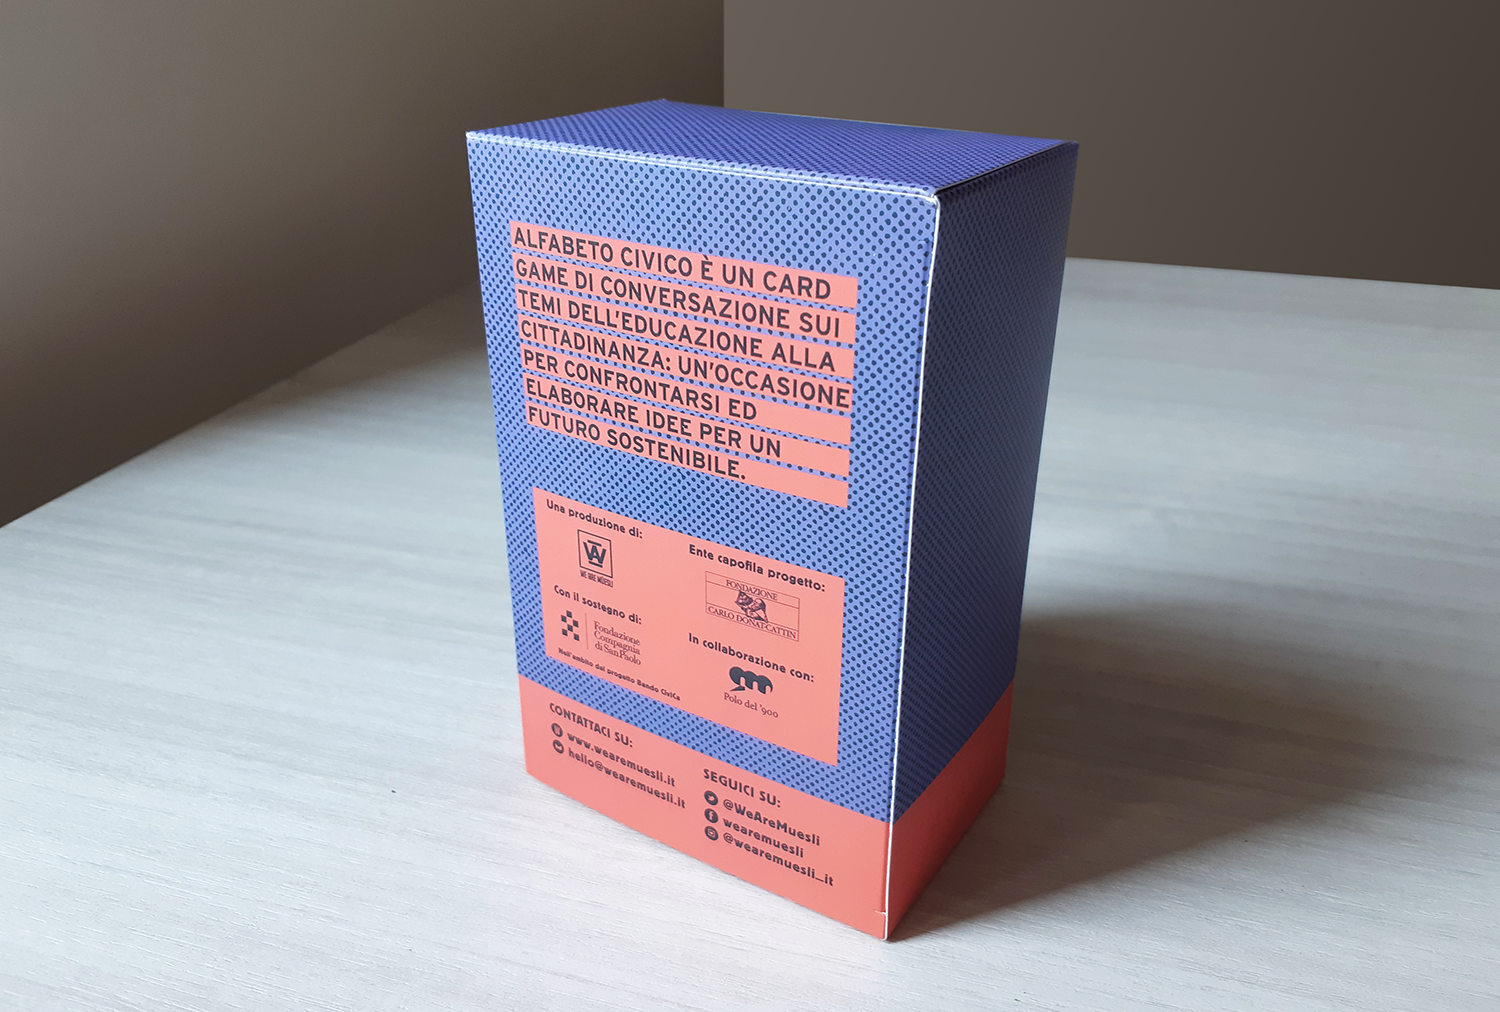 ALFABETO CIVICO È UN CARD
GAME DI CONVERSAZIONE SUI
TEMI DELL'EDUCAZIONE ALLA
CITTADINANZA: UN'OCCASIONE
PER CONFRONTARSI ED
ELABORARE IDEE PER UN
FUTURO SOSTENIBILE.
Una produzione di:
WE ARE MÜESLI
Con il sostegno di:
Fondazione
Compagnia
di San Paolo
Nell'ambito del progetto Bando CiviCa
Ente capofila progetto:
FONDAZIONE
CARLO DONAT-CATTIN
In collaborazione con:
Polo del '900
CONTATTACI SU:
www.wearemuesli.it
hello@wearemuesli.it
SEGUICI SU:
@WeAreMuesli
wearemuesli
@wearemuesli_it